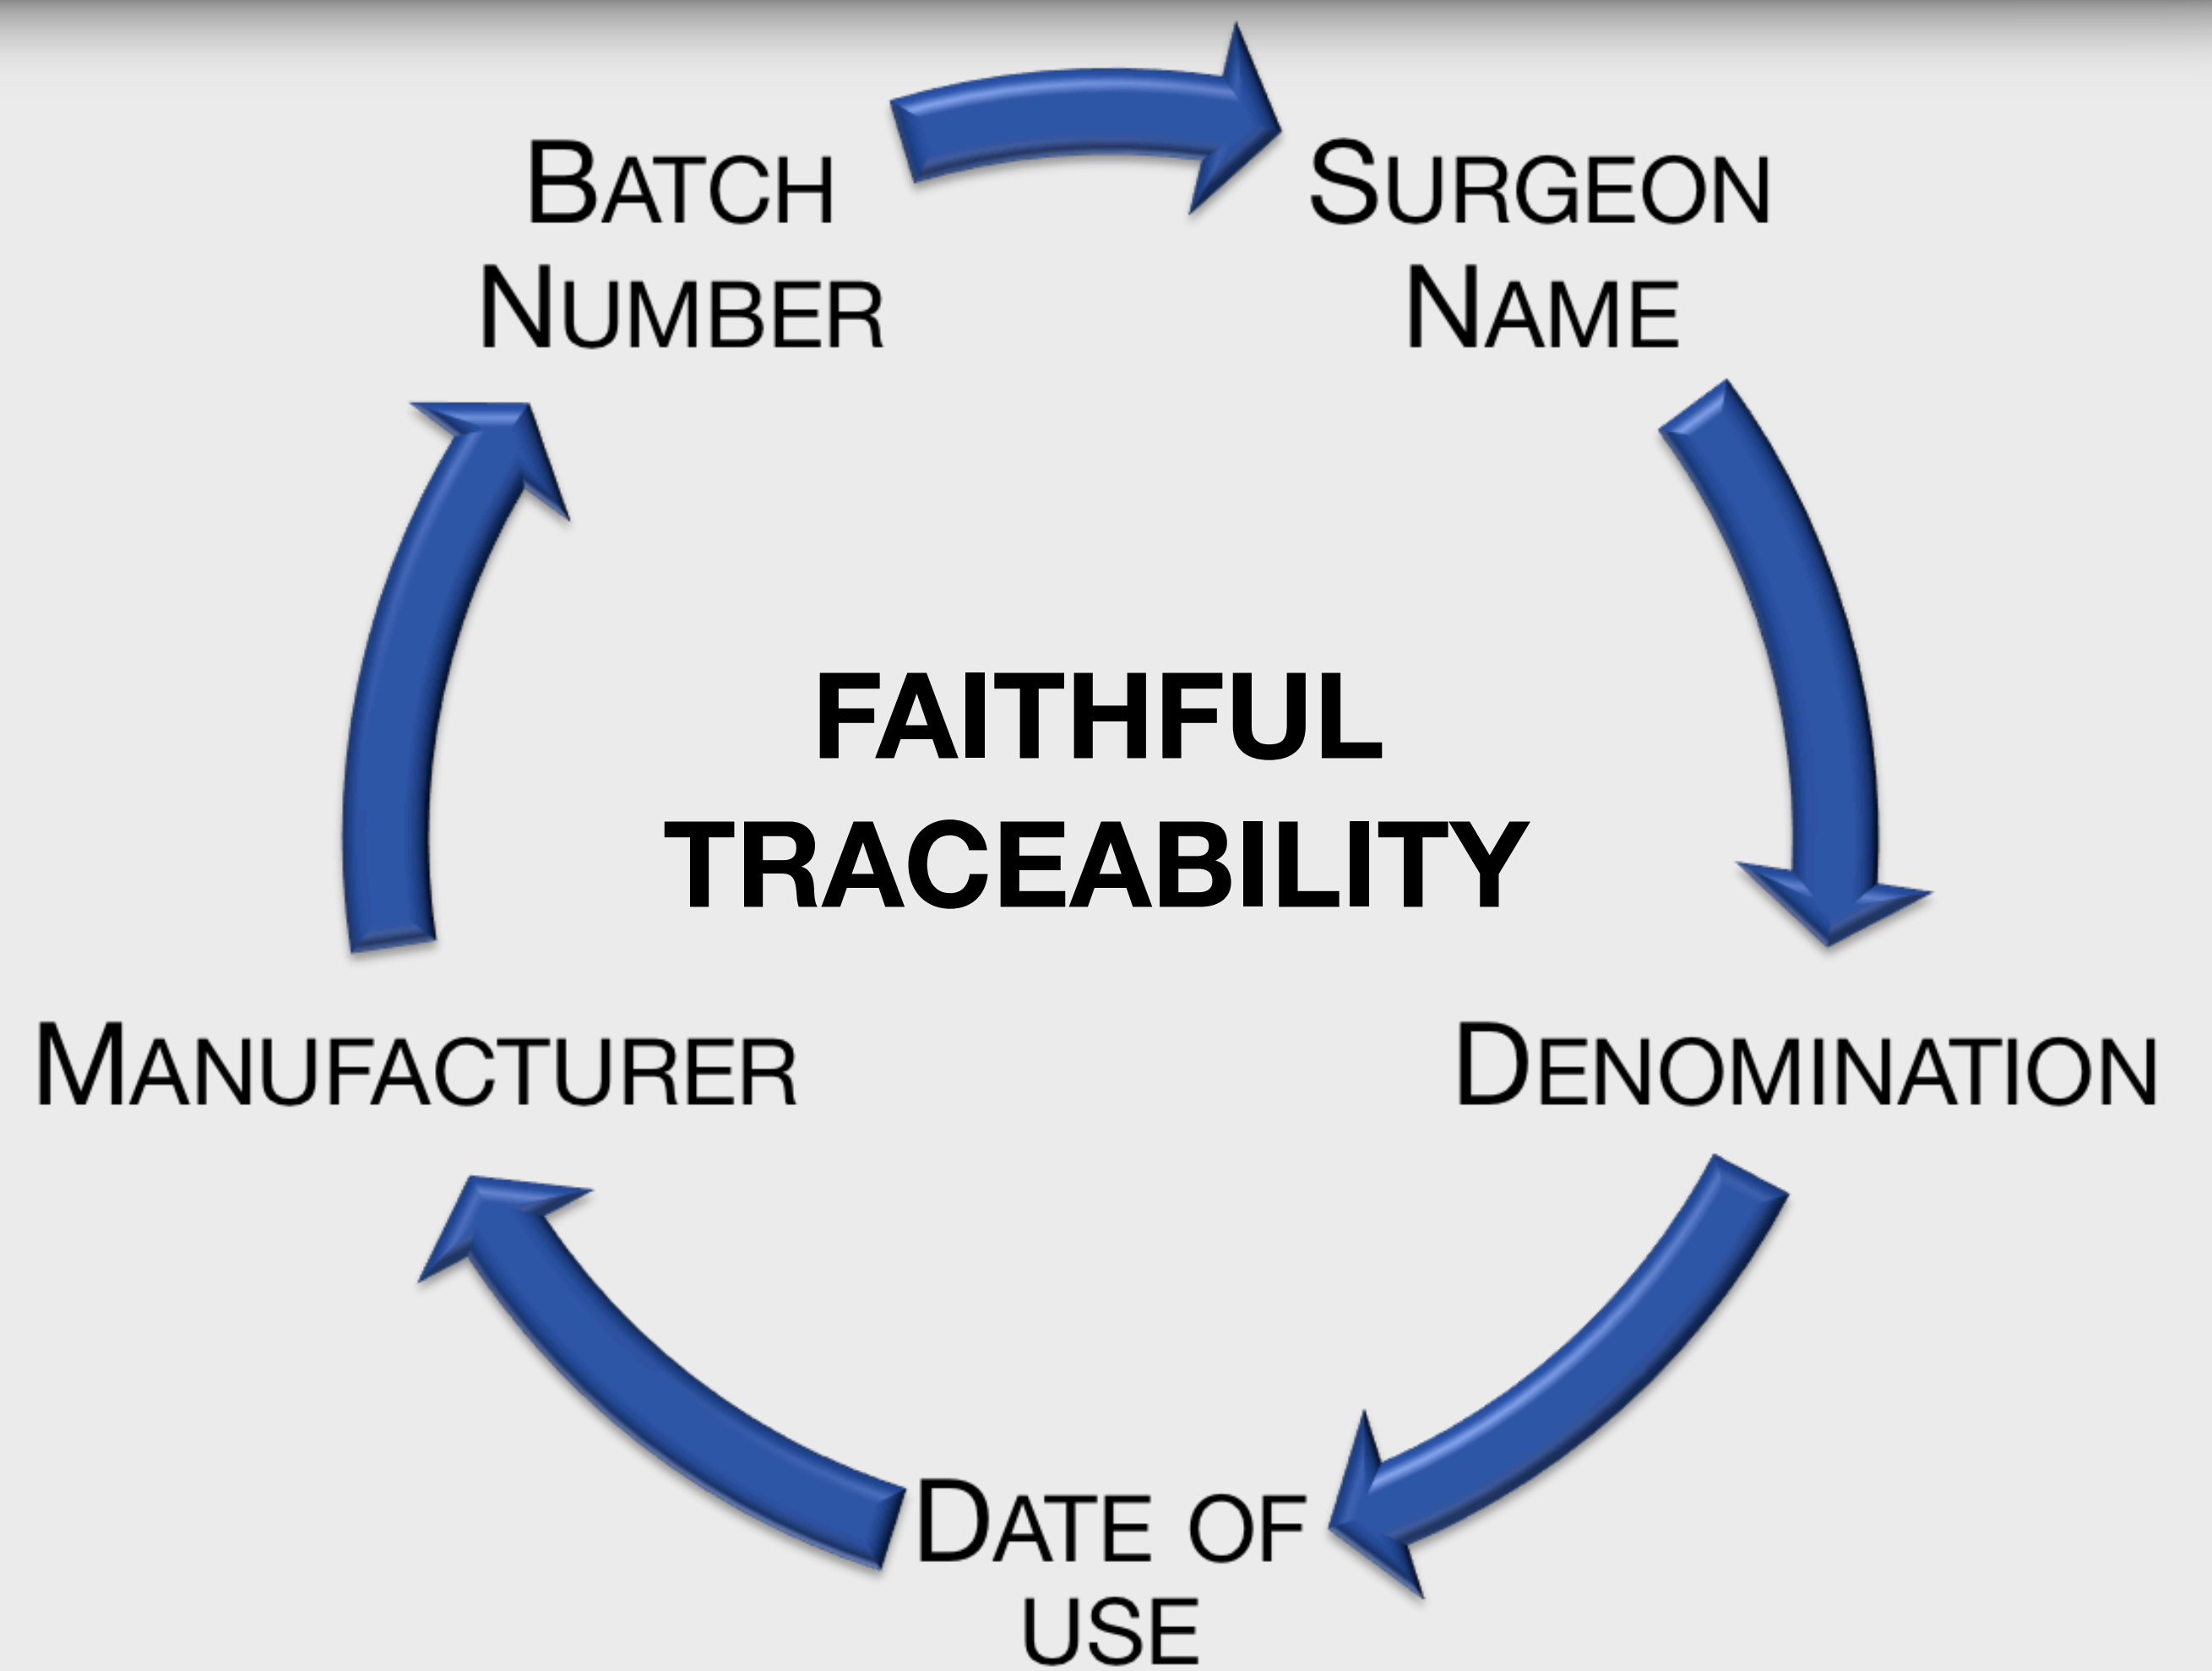 BATCH
NUMBER
SURGEON
NAME
FAITHFUL
TRACEABILITY
MANUFACTURER
DENOMINATION
DATE OF
USE